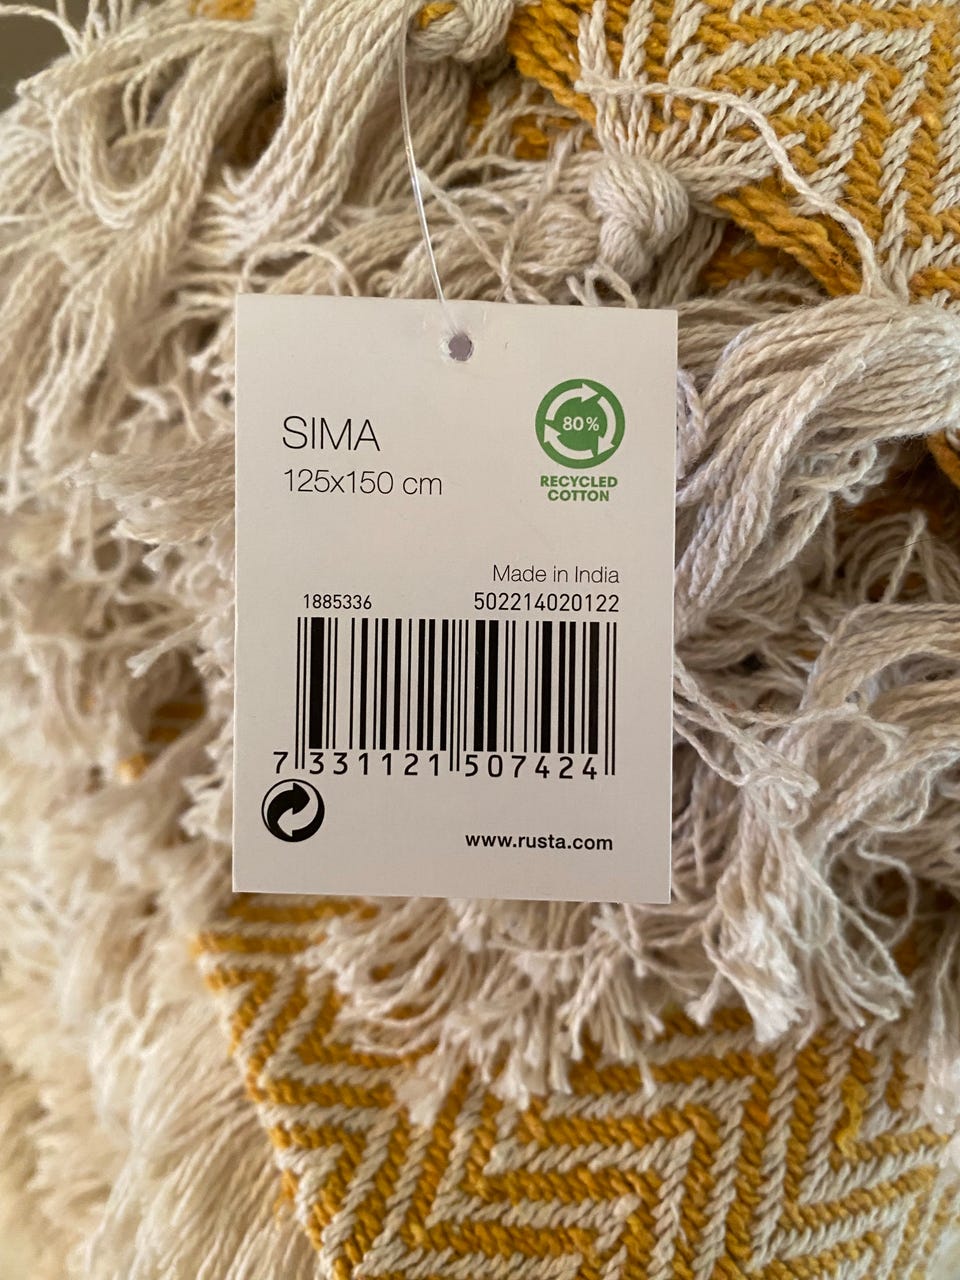 SIMA
125x150 cm
80%
RECYCLED
COTTON
Made in India
1885336 502214020122
7 331121 507424
www.rusta.com